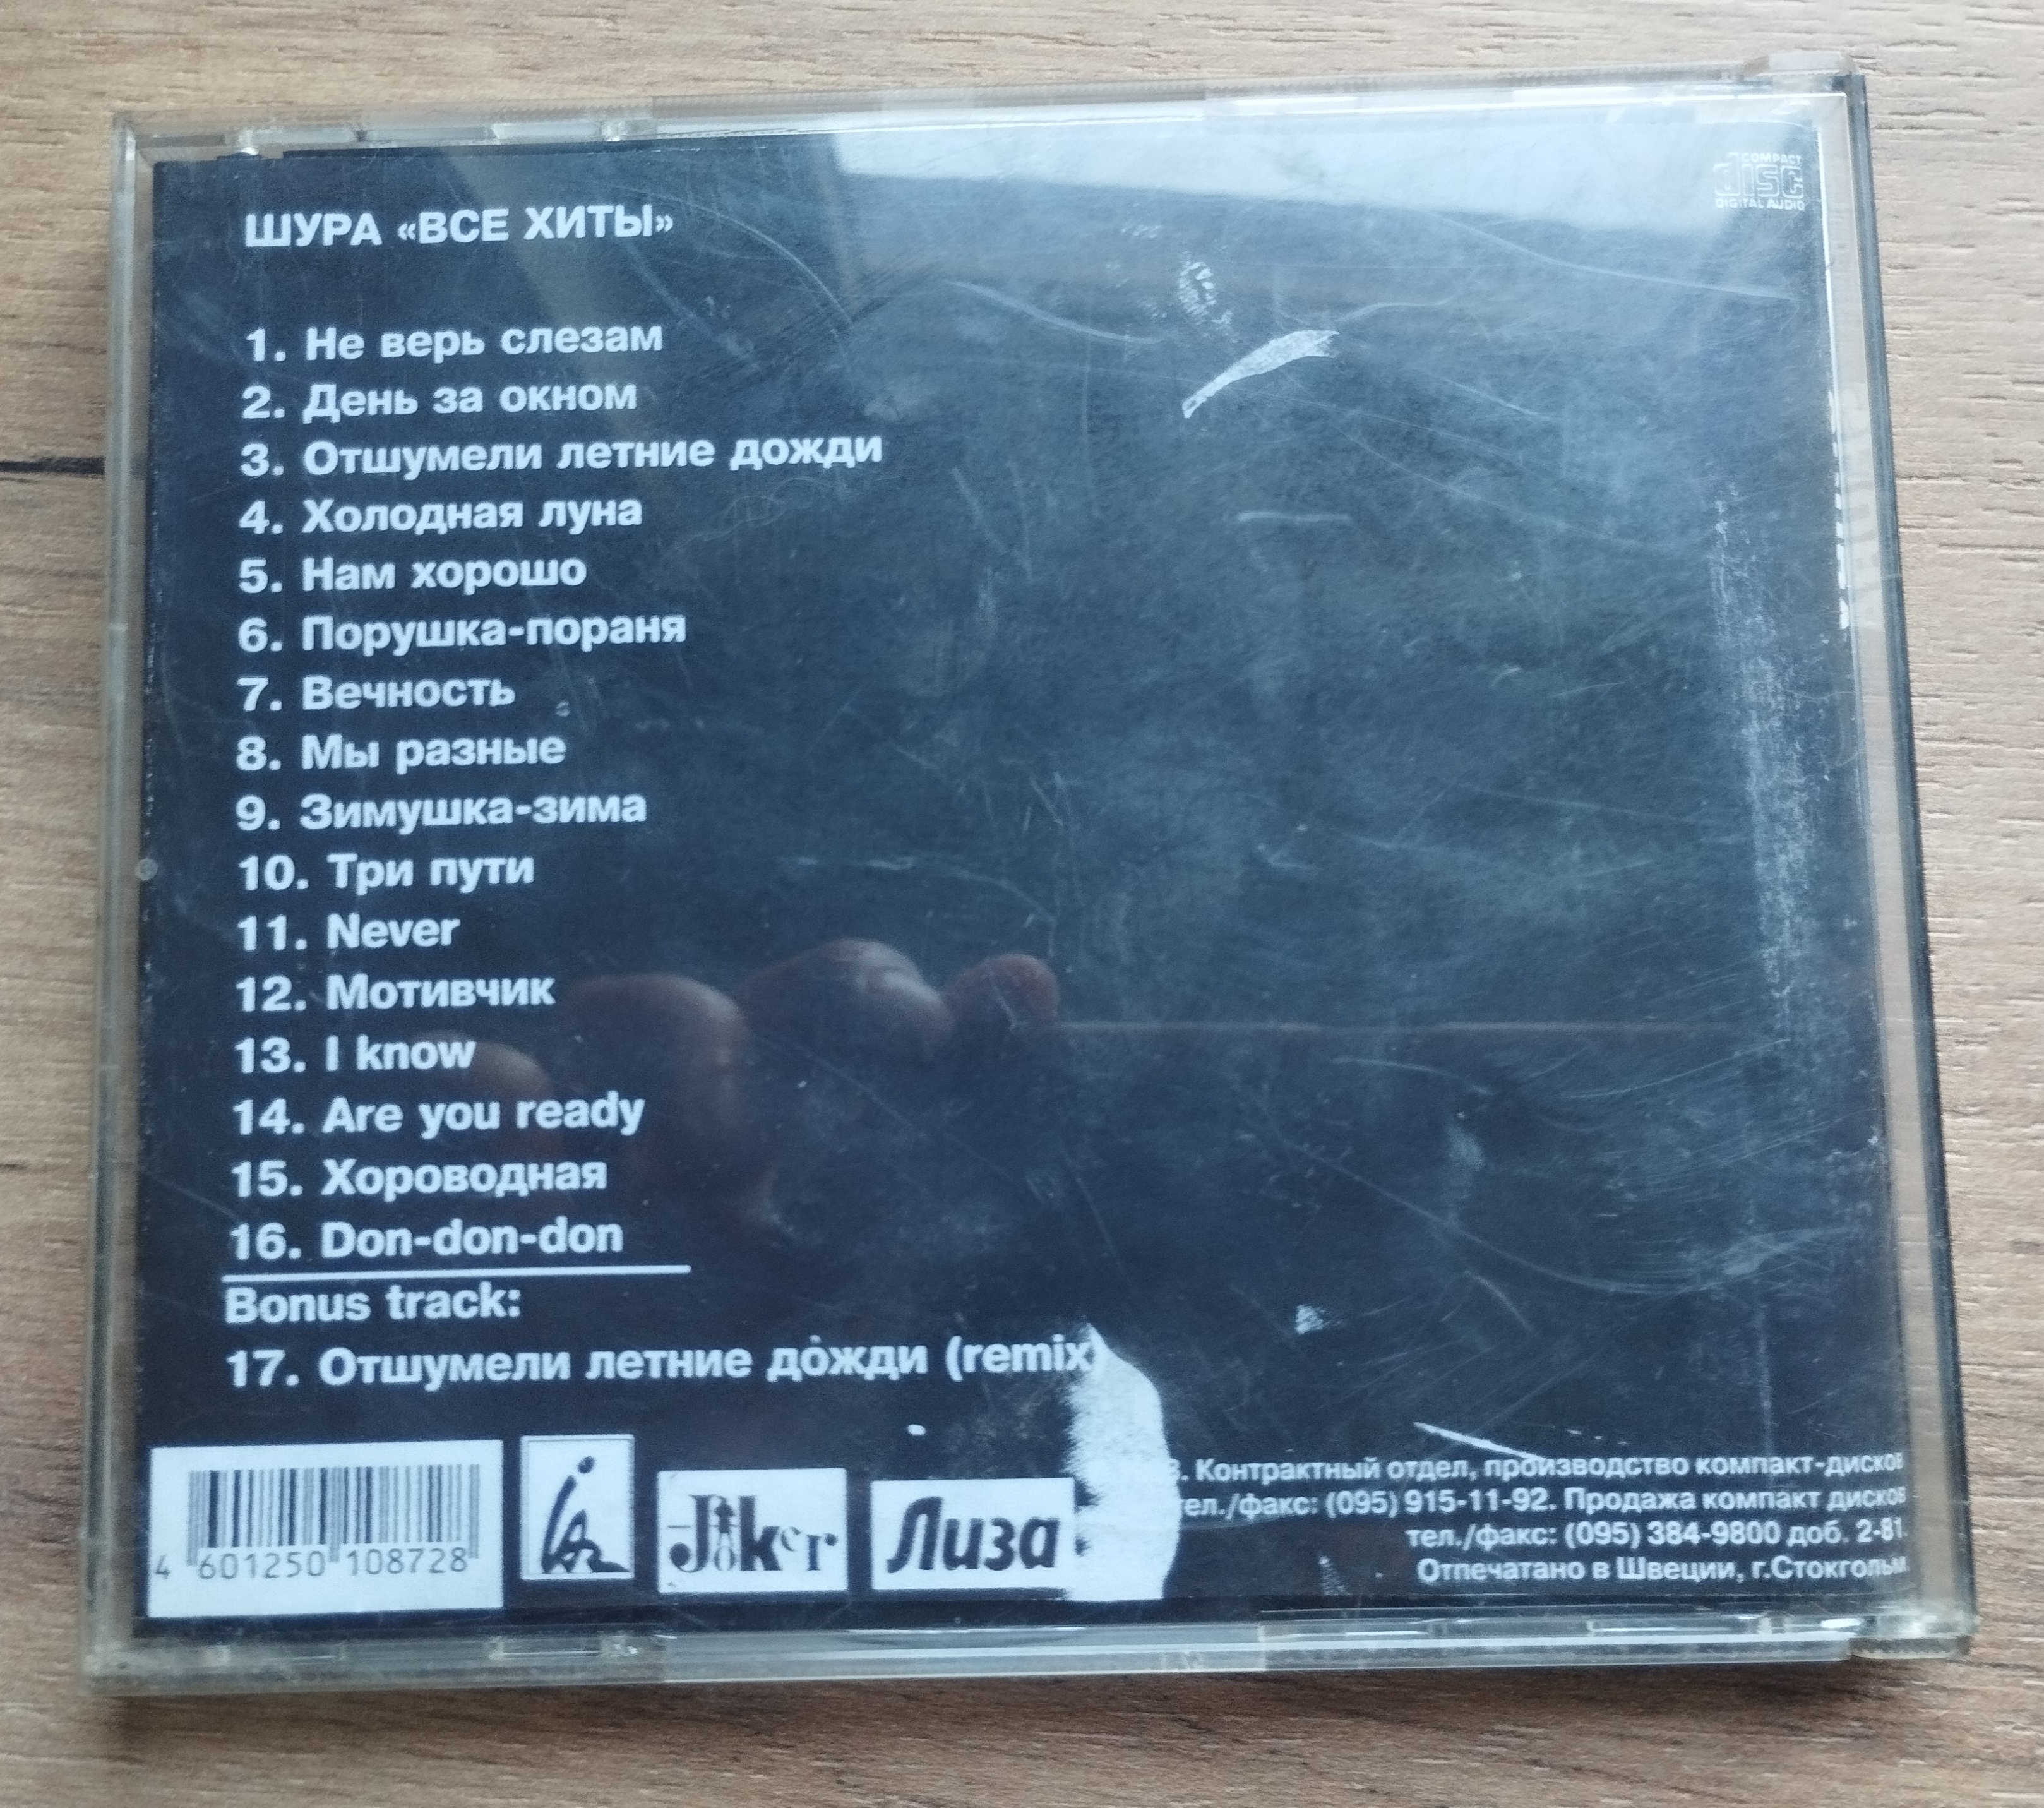 COMPACT
disc
DIGITAL AUDIO
ШУРА «ВСЕ ХИТЫ»
1. Не верь слезам
2. День за окном
3. Отшумели летние дожди
4. Холодная луна
5. Нам хорошо
6. Порушка-пораня
7. Вечность
8. Мы разные
9. Зимушка-зима
10. Три пути
11. Never
12. Мотивчик
13. I know
14. Are you ready
15. Хороводная
16. Don-don-don
Bonus track:
17. Отшумели летние дожди (remix)
4 601250 108728
Joker
Лиза
Контрактный отдел, производство компакт-дисков
тел./факс: (095) 915-11-92. Продажа компакт дисков
тел./факс: (095) 384-9800 доб. 2-81.
Отпечатано в Швеции, г.Стокгольм